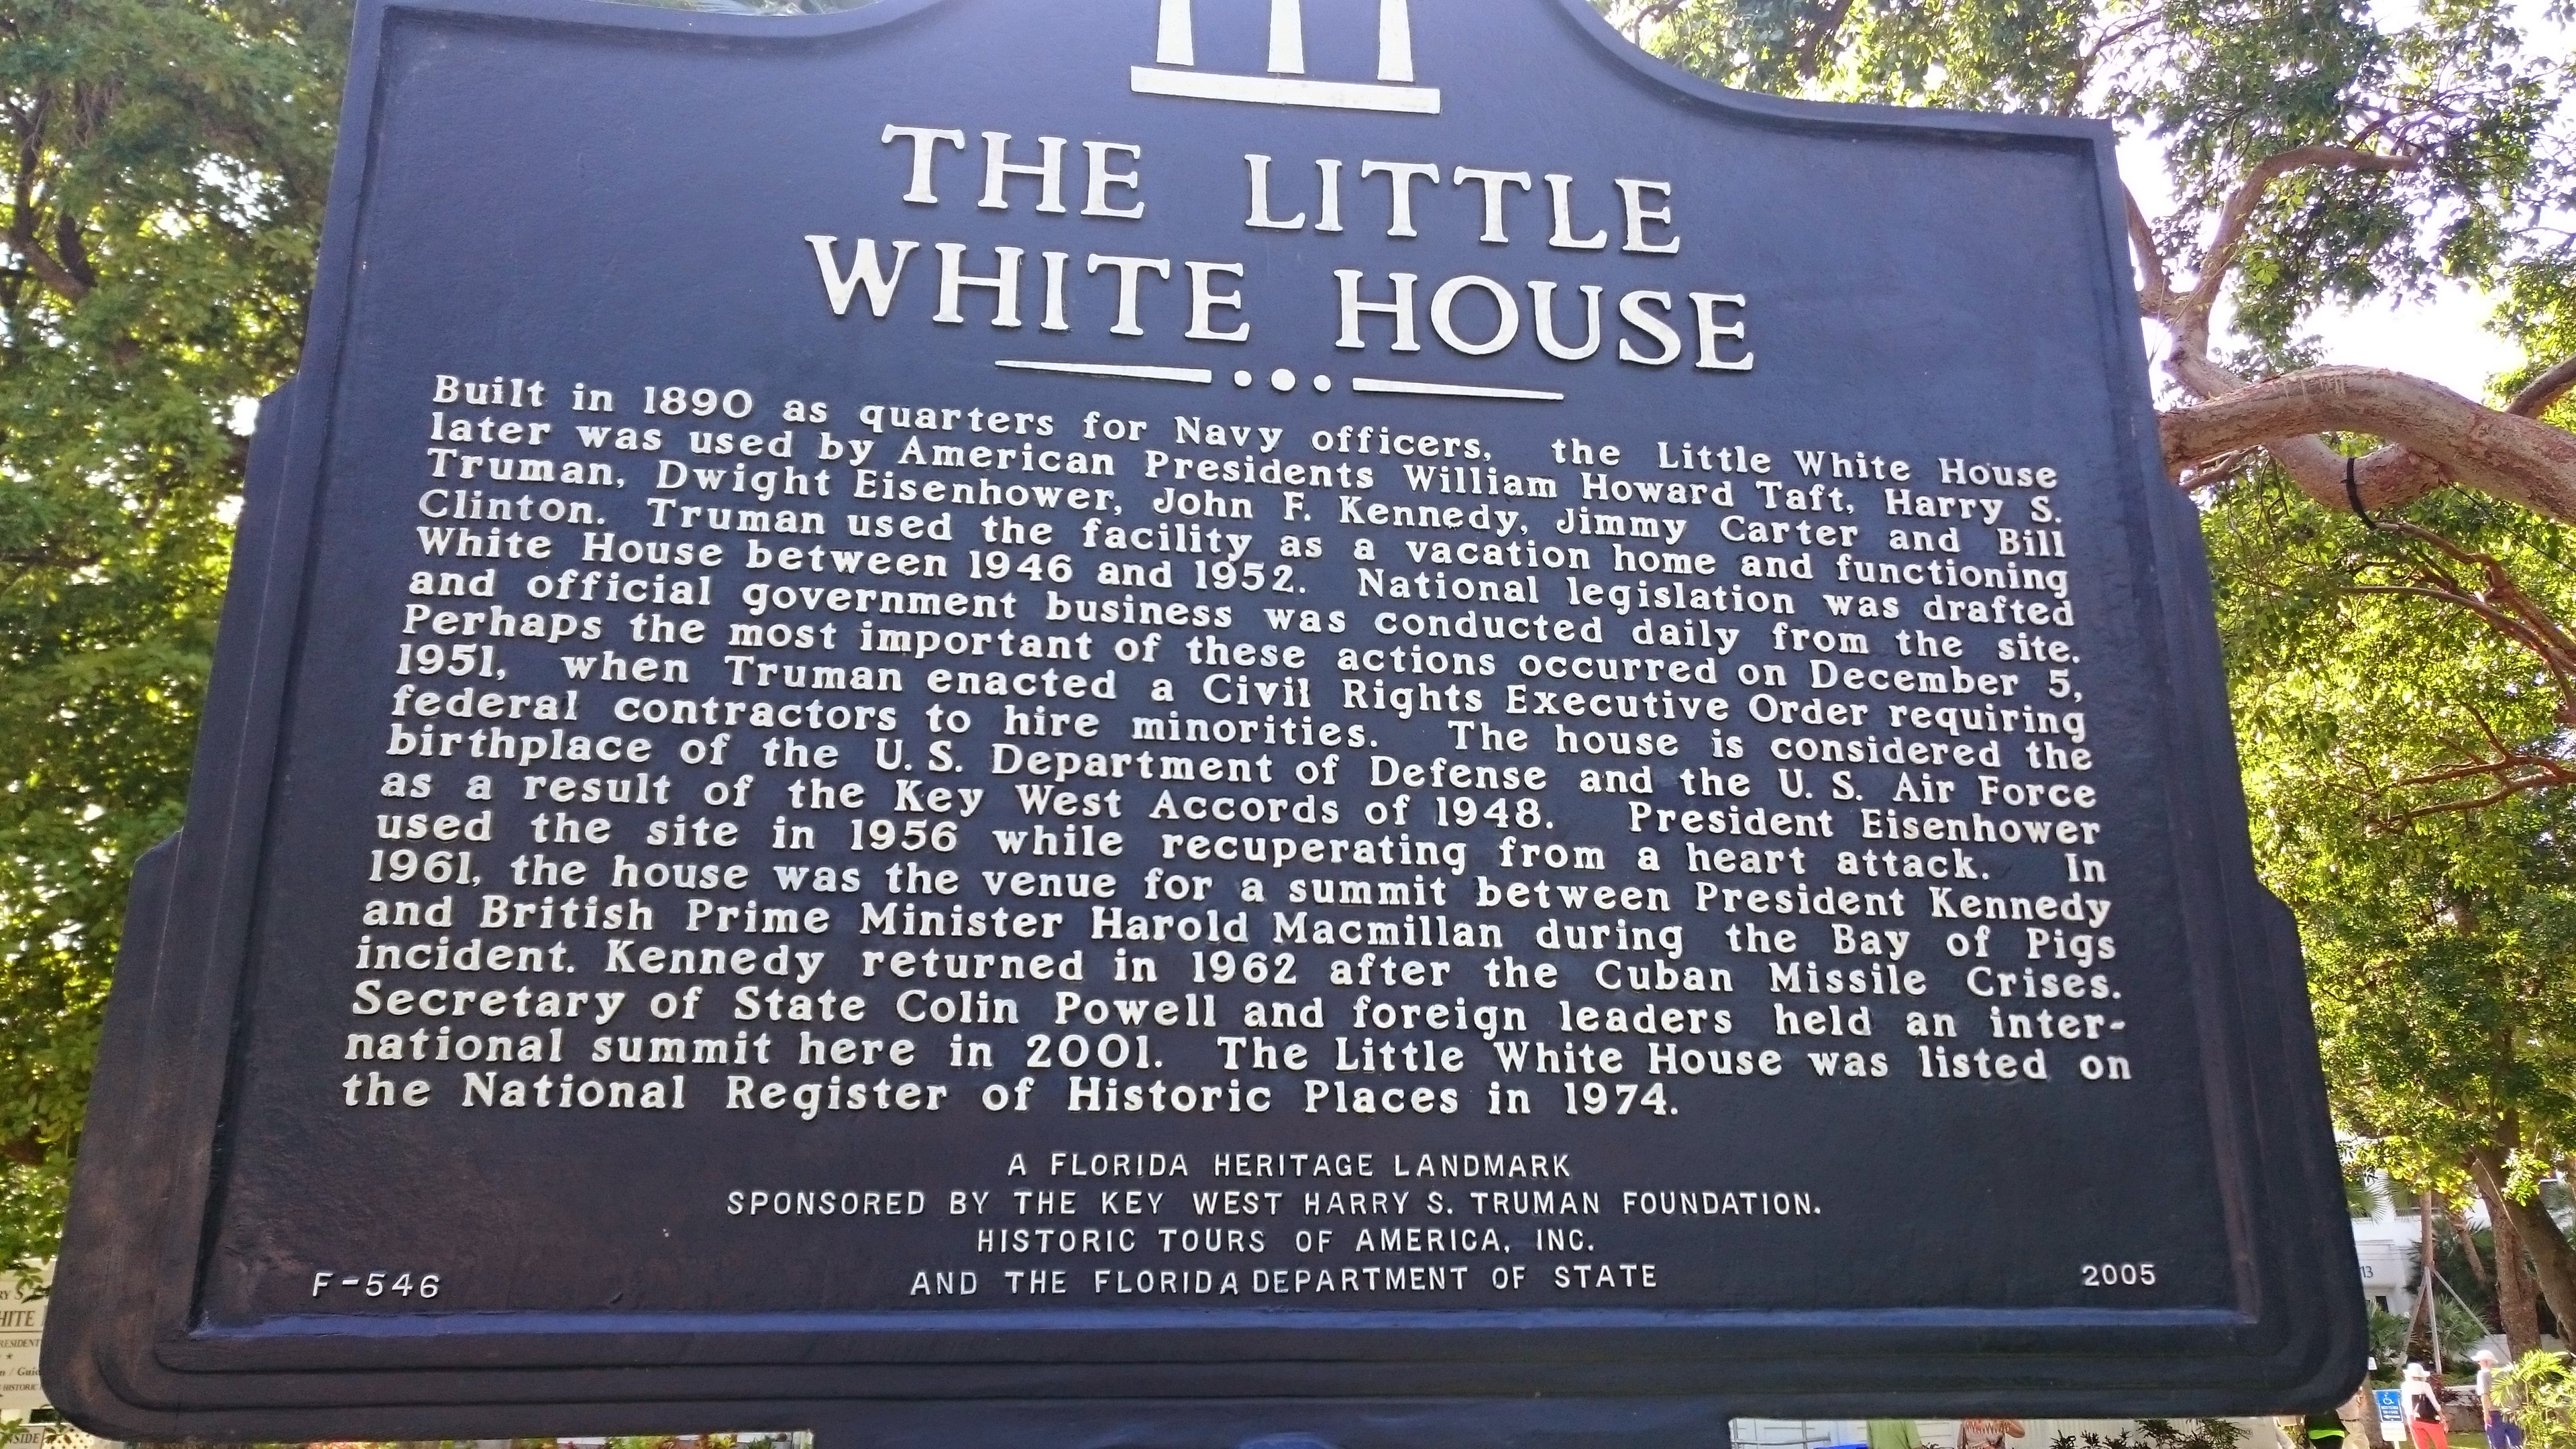 THE LITTLE
WHITE HOUSE
Built in 1890 as quarters for Navy officers, the Little White House
later was used by American Presidents William Howard Taft, Harry S.
Truman, Dwight Eisenhower, John F. Kennedy, Jimmy Carter and Bill
Clinton. Truman used the facility as a vacation home and functioning
White House between 1946 and 1952. National legislation was drafted
and official government business was conducted daily from the site.
Perhaps the most important of these actions occurred on December 5,
1951, when Truman enacted a Civil Rights Executive Order requiring
federal contractors to hire minorities. The house is considered the
birthplace of the U. S. Department of Defense and the U. S. Air Force
as a result of the Key West Accords of 1948. President Eisenhower
used the site in 1956 while recuperating from a heart attack. In
1961, the house was the venue for a summit between President Kennedy
and British Prime Minister Harold Macmillan during the Bay of Pigs
incident. Kennedy returned in 1962 after the Cuban Missile Crises.
Secretary of State Colin Powell and foreign leaders held an inter-
national summit here in 2001. The Little White House was listed on
the National Register of Historic Places in 1974.
A FLORIDA HERITAGE LANDMARK
SPONSORED BY THE KEY WEST HARRY S. TRUMAN FOUNDATION.
HISTORIC TOURS OF AMERICA, INC.
AND THE FLORIDA DEPARTMENT OF STATE
F-546
2005